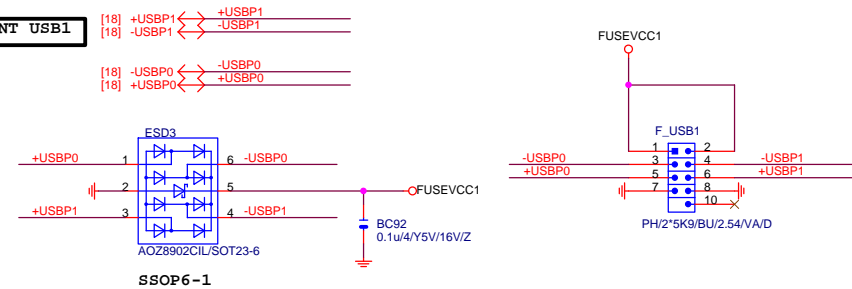 NT USB1
[18] +USBP1 +USBP1
[18] -USBP1 -USBP1
[18] -USBP0 -USBP0
[18] +USBP0 +USBP0
ESD3
+USBP0 1 6 -USBP0
2 5 FUSEVCC1
+USBP1 3 4 -USBP1
BC92
0.1u/4/Y5V/16V/Z
AOZ8902CIL/SOT23-6
SSOP6-1
FUSEVCC1
F_USB1
1 2
-USBP0 3 4 -USBP1
+USBP0 5 6 +USBP1
7 8
10
PH/2*5K9/BU/2.54/VA/D